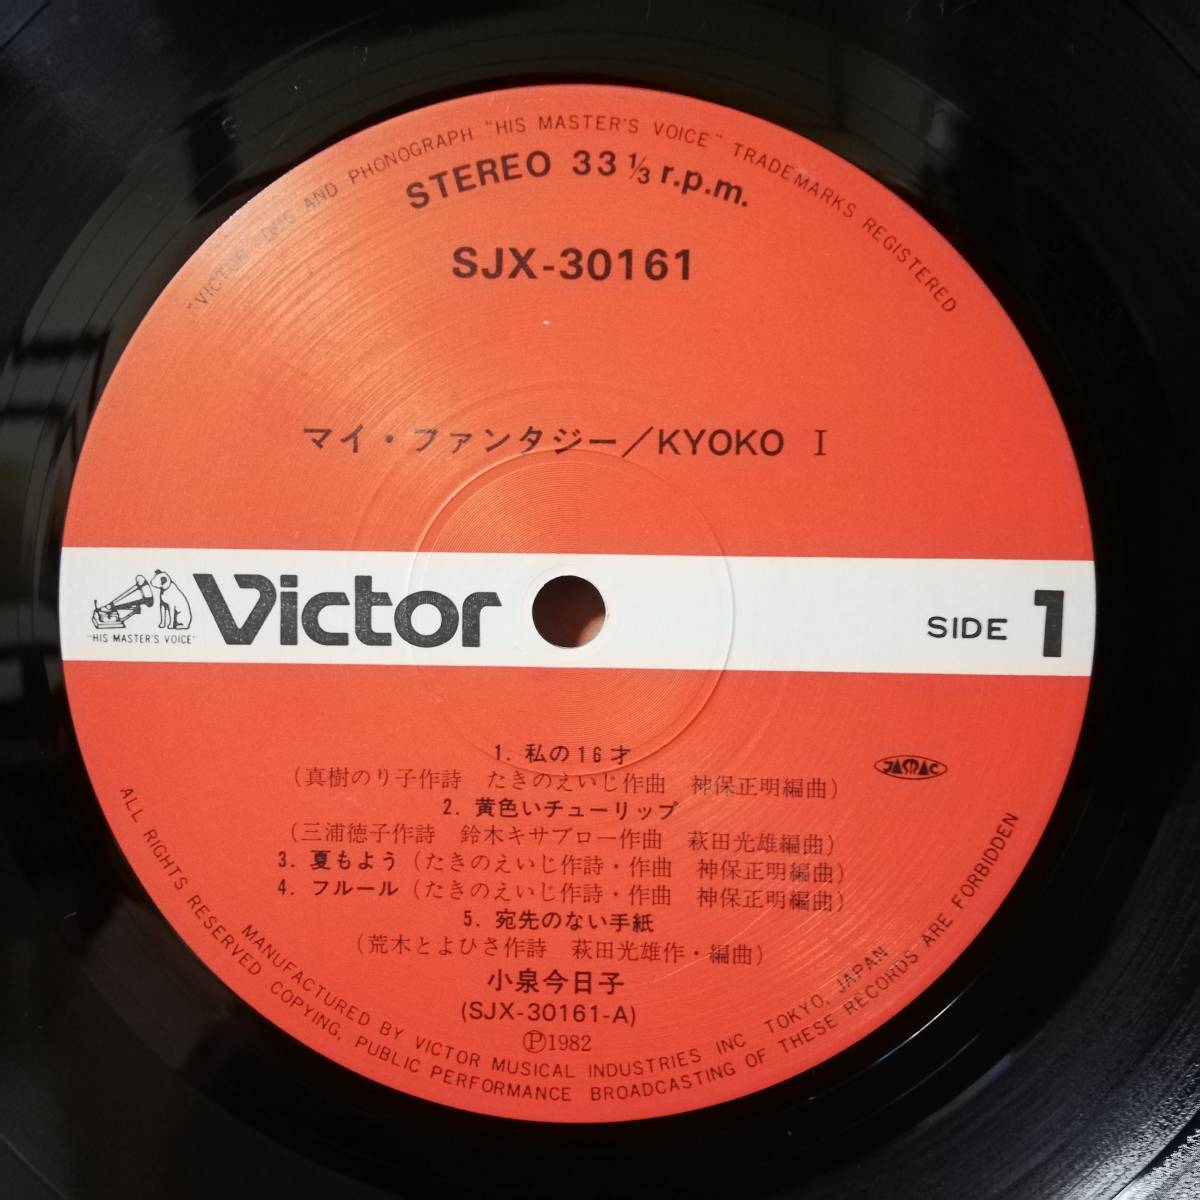 "VICTOR" "DOG AND PHONOGRAPH "HIS MASTER'S VOICE" TRADEMARKS REGISTERED
STEREO 33 1/3 r.p.m.
SJX-30161
マイ・ファンタジー／KYOKO I
"HIS MASTER'S VOICE"
Victor
SIDE 1
1. 私の16才
(真樹のり子作詩 たきのえいじ作曲 神保正明編曲)
2. 黄色いチューリップ
(三浦徳子作詩 鈴木キサブロー作曲 萩田光雄編曲)
3. 夏もよう (たきのえいじ作詩・作曲 神保正明編曲)
4. フルール (たきのえいじ作詩・作曲 神保正明編曲)
5. 宛先のない手紙
(荒木とよひさ作詩 萩田光雄作・編曲)
小泉今日子
(SJX-30161-A)
Ⓟ1982
JASRAC
MANUFACTURED BY VICTOR MUSICAL INDUSTRIES INC TOKYO, JAPAN
ALL RIGHTS RESERVED COPYING, PUBLIC PERFORMANCE BROADCASTING OF THESE RECORDS ARE FORBIDDEN